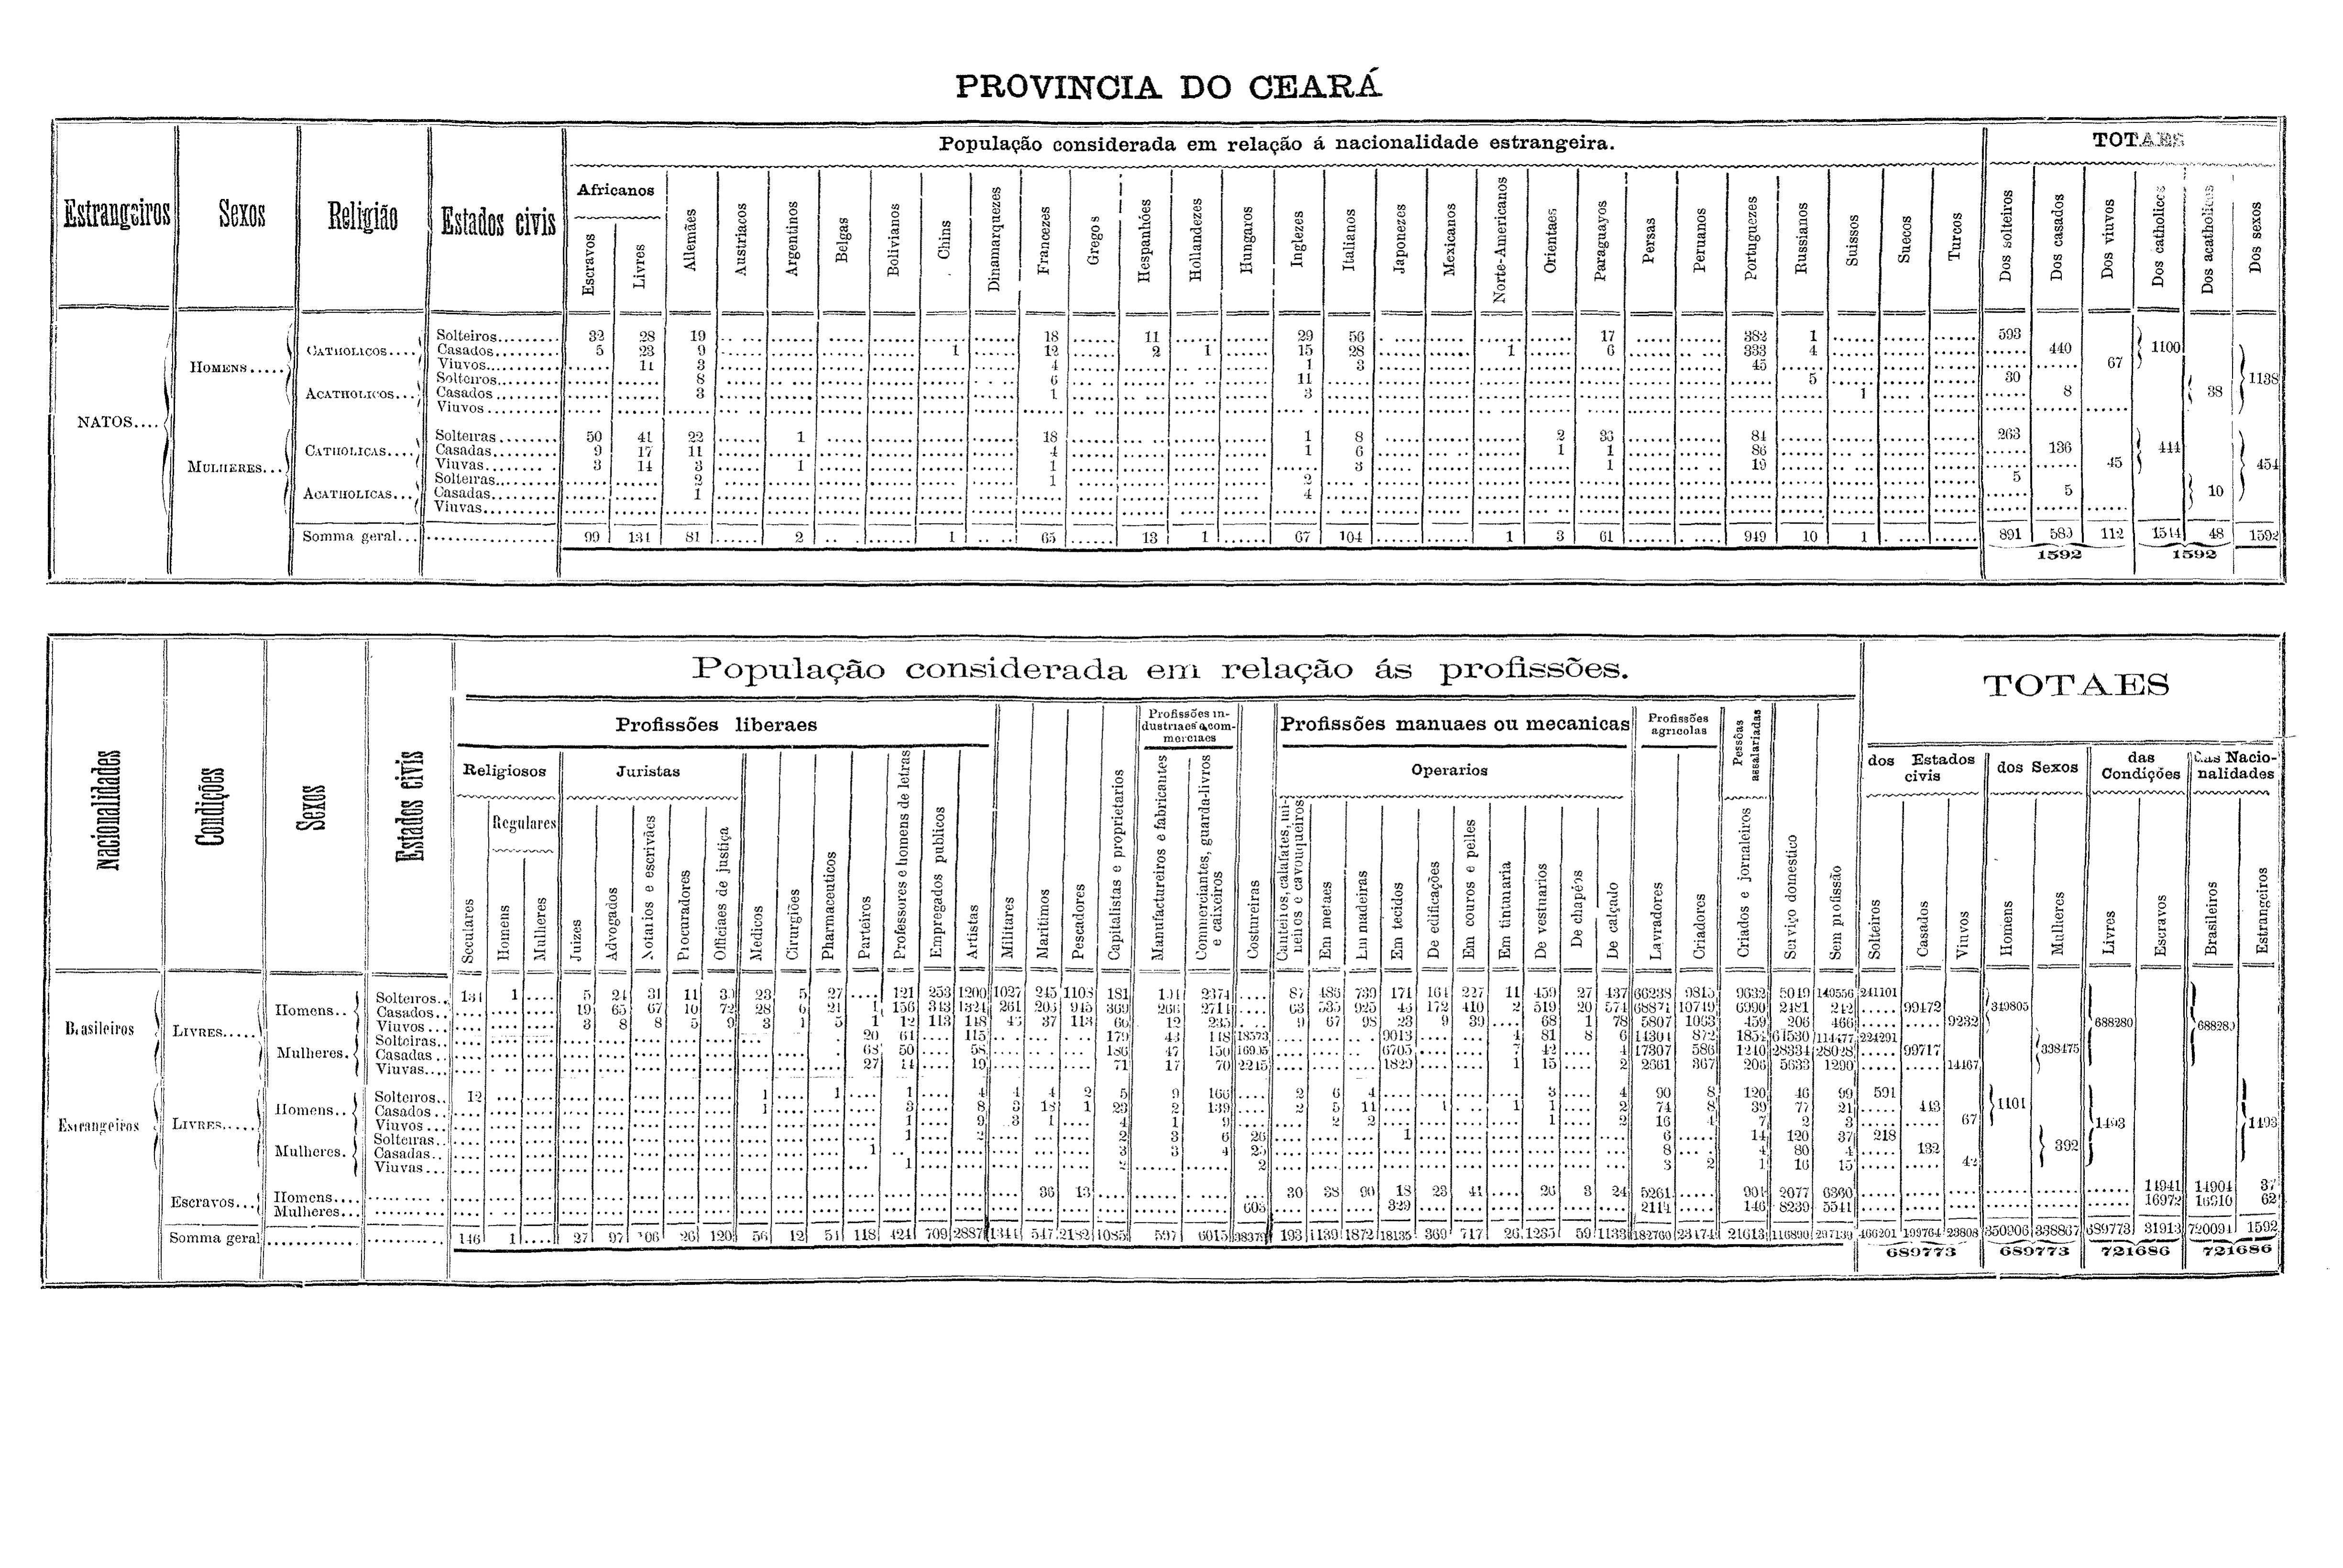 PROVINCIA DO CEARÁ
População considerada em relação á nacionalidade estrangeira.
TOTAES
Estrangeiros
Sexos
Religião
Estados civis
Africanos
Escravos
Livres
Allemães
Austriacos
Argentinos
Belgas
Bolivianos
Chins
Dinamarquezes
Francezes
Gregos
Hespanhóes
Hollandezes
Hungaros
Inglezes
Italianos
Japonezes
Mexicanos
Norte-Americanos
Orientaes
Paraguayos
Persas
Peruanos
Portuguezes
Russianos
Suissos
Suecos
Turcos
Dos solteiros
Dos casados
Dos viuvos
Dos catholicos
Dos acatholicos
Dos sexos
NATOS....
HOMENS.....
CATHOLICOS....
Solteiros......... 32 28 19 18 11 29 56 17 382 1 593
Casados......... 5 23 9 1 12 2 1 15 28 1 6 333 4 440 1100
Viuvos.......... 11 3 4 1 3 45 67
ACATHOLICOS...
Solteiros......... 8 6 11 5 30 1138
Casados ......... 3 1 3 1 8 38
Viuvos ..........
MULHERES...
CATHOLICAS....
Solteiras ........ 50 41 22 1 18 1 8 2 84 263
Casadas......... 9 17 11 4 1 6 1 1 86 136 444
Viuvas........ 3 14 3 1 1 3 1 19 45 454
ACATHOLICAS...
Solteiras......... 2 1 2 5
Casadas......... 1 4 5 10
Viuvas..........
Somma geral... 99 134 81 2 1 65 13 1 67 104 1 3 61 949 10 1 891 589 112 1544 48 1592
1592 1592
População considerada em relação ás profissões.
TOTAES
Nacionalidades
Condições
Sexos
Estados civis
Profissões liberaes
Religiosos
Seculares
Regulares
Homens
Mulheres
Juristas
Juizes
Advogados
Notarios e escrivães
Procuradores
Officiaes de justiça
Medicos
Cirurgiões
Pharmaceuticos
Parteiros
Professores e homens de letras
Empregados publicos
Artistas
Militares
Maritimos
Pescadores
Capitalistas e proprietarios
Profissões industriaes e commerciaes
Manufactureiros e fabricantes
Commerciantes, guarda-livros e caixeiros
Costureiras
Profissões manuaes ou mecanicas
Operarios
Canteiros, calafates, mineiros e cavouqueiros
Em metaes
Em madeiras
Em tecidos
De edificações
Em couros e pelles
Em tinturaria
De vestuarios
De chapéos
De calçado
Profissões agricolas
Lavradores
Criadores
Pessôas assalariadas
Criados e jornaleiros
Serviço domestico
Sem profissão
dos Estados civis
Solteiros
Casados
Viuvos
dos Sexos
Homens
Mulheres
das Condições
Livres
Escravos
das Nacionalidades
Brasileiros
Estrangeiros
Brasileiros
LIVRES.....
Homens..
Solteiros.. 134 1 5 24 31 11 23 5 27 121 253 1200 1027 245 1108 181 2374 87 486 739 171 164 227 11 459 27 437 66238 9815 9632 5049 140556 241101
Casados... 19 65 67 10 72 28 6 21 1 156 343 1324 261 205 945 369 266 2714 63 535 925 45 172 410 2 519 20 574 68871 10749 6990 2481 242 99472 349805
Viuvos.... 3 8 8 5 9 3 1 5 1 12 113 148 37 113 66 12 235 9 67 98 23 9 39 68 1 78 5807 1063 459 206 466 9232 688280
Mulheres.
Solteiras.. 20 61 115 179 43 118 18573 9013 4 81 8 6 14301 872 1852 61530 114477 224291
Casadas .. 68 50 58 186 47 150 16905 6705 7 42 4 17307 586 1240 28334 28028 99717 338475
Viuvas.... 27 14 19 71 17 70 2215 1829 1 15 2 2661 367 206 5633 1290 14467
Estrangeiros
LIVRES.....
Homens..
Solteiros.. 12 1 1 1 4 4 4 2 5 9 166 2 6 4 3 4 90 8 120 46 99 591
Casados .. 1 3 8 3 18 1 23 2 139 2 5 11 1 1 1 2 74 8 39 77 21 443 1101
Viuvos ... 1 9 3 1 4 1 9 2 2 1 2 16 4 7 2 3 67 1493 1493
Mulheres.
Solteiras.. 1 2 2 3 6 26 1 6 14 120 37 218
Casadas.. 1 3 3 4 25 8 4 80 4 132 392
Viuvas... 1 2 2 3 2 1 16 15 42
Escravos...
Homens.... 36 13 30 38 90 18 23 41 26 3 24 5261 901 2077 6360 14941 14904 37
Mulheres... 605 329 2114 146 8239 5541 16972 16910 62
Somma geral 146 1 27 97 106 26 120 56 12 54 118 424 709 2887 1344 547 2182 1085 597 6015 38379 193 1139 1872 18135 369 717 26 1235 59 1133 182760 23474 21613 116890 297139 466201 199764 23808 350906 338867 689773 31913 720094 1592
689773 689773 721686 721686